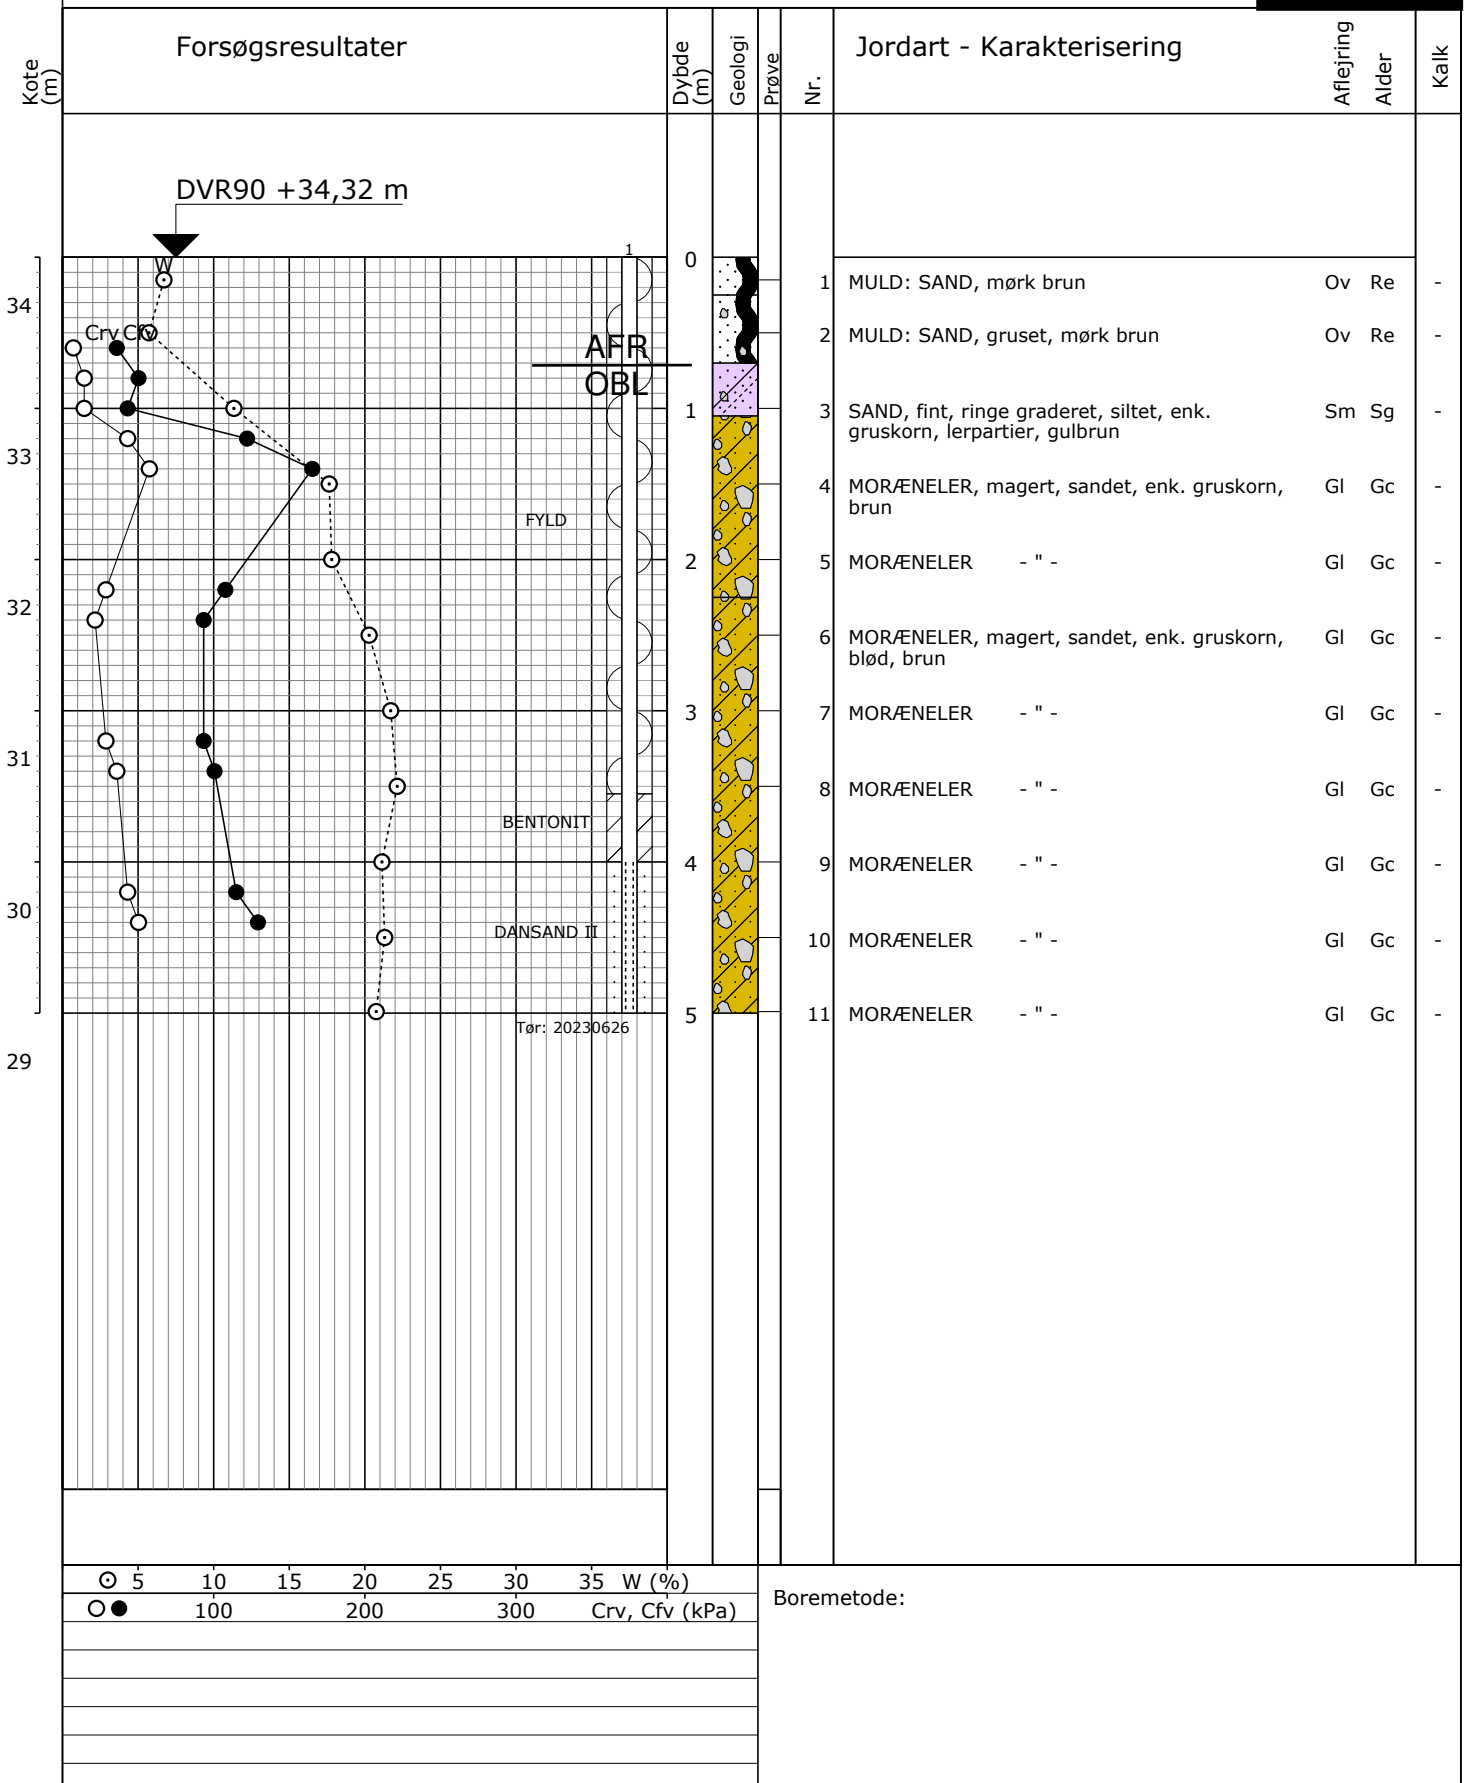 Kote (m)
Forsøgsresultater
Dybde (m)
Geologi
Prøve
Nr.
Jordart - Karakterisering
Aflejring
Alder
Kalk
DVR90 +34,32 m
1
W
0
1 MULD: SAND, mørk brun Ov Re -
34
Crv Cfv
2 MULD: SAND, gruset, mørk brun Ov Re -
AFR
OBL
1
3 SAND, fint, ringe graderet, siltet, enk. Sm Sg -
gruskorn, lerpartier, gulbrun
33
4 MORÆNELER, magert, sandet, enk. gruskorn, Gl Gc -
brun
FYLD
2
5 MORÆNELER - " - Gl Gc -
32
6 MORÆNELER, magert, sandet, enk. gruskorn, Gl Gc -
blød, brun
3
7 MORÆNELER - " - Gl Gc -
31
8 MORÆNELER - " - Gl Gc -
BENTONIT
4
9 MORÆNELER - " - Gl Gc -
30
DANSAND II
10 MORÆNELER - " - Gl Gc -
5
11 MORÆNELER - " - Gl Gc -
Tør: 20230626
29
5 10 15 20 25 30 35 W (%)
100 200 300 Crv, Cfv (kPa)
Boremetode: